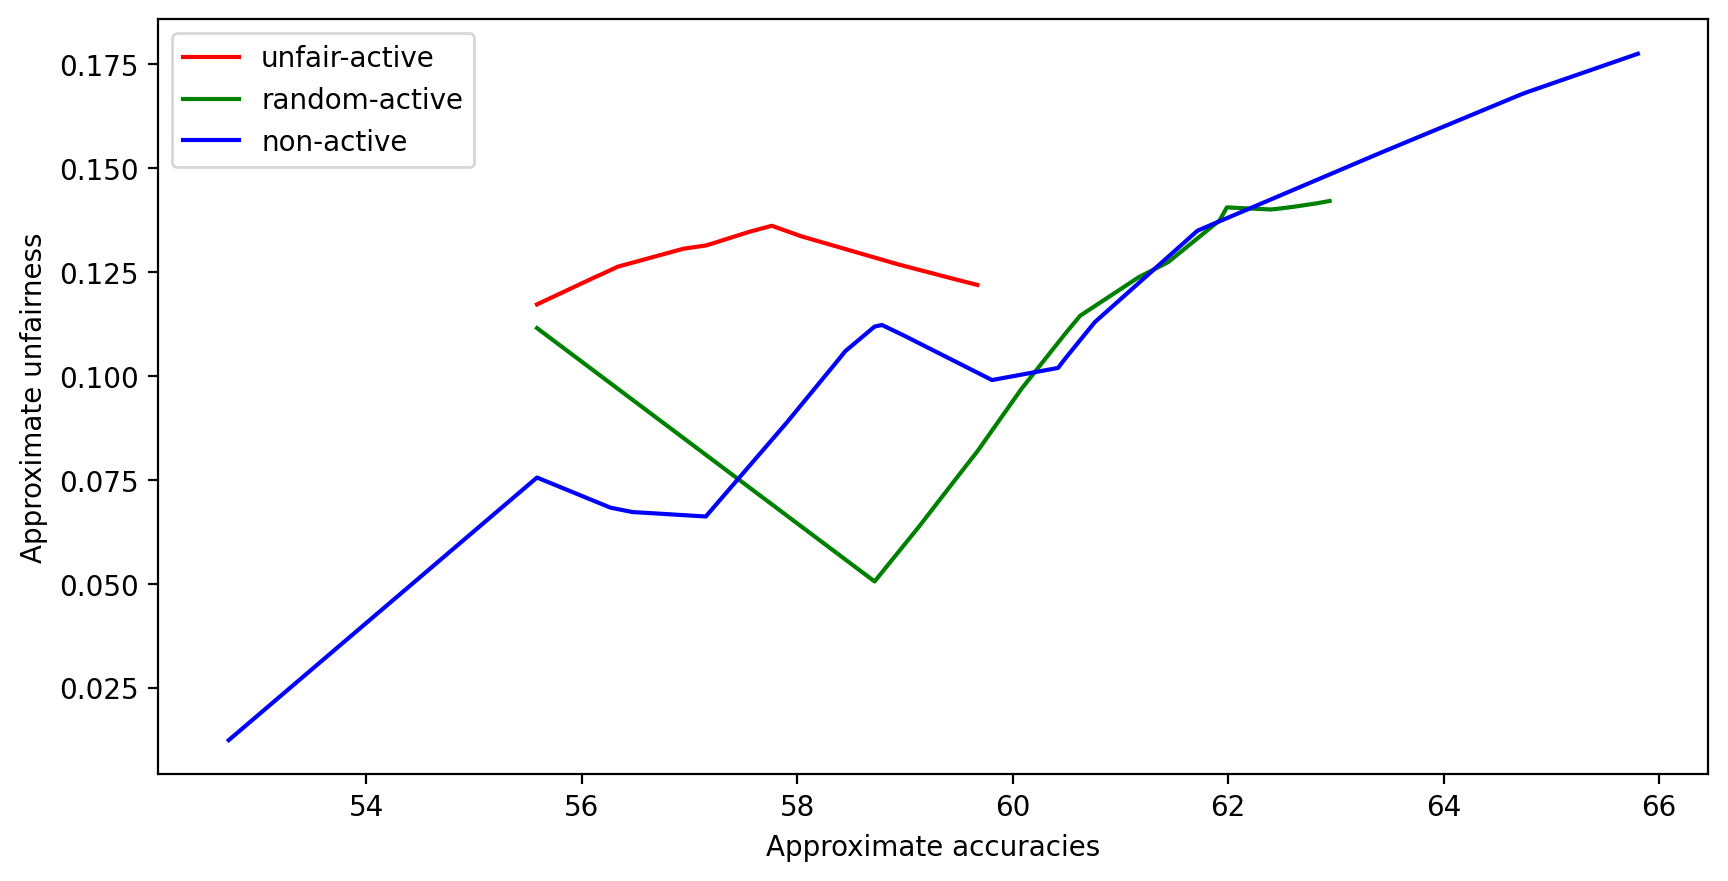 unfair-active
random-active
non-active
0.175
0.150
0.125
0.100
0.075
0.050
0.025
Approximate unfairness
54 56 58 60 62 64 66
Approximate accuracies